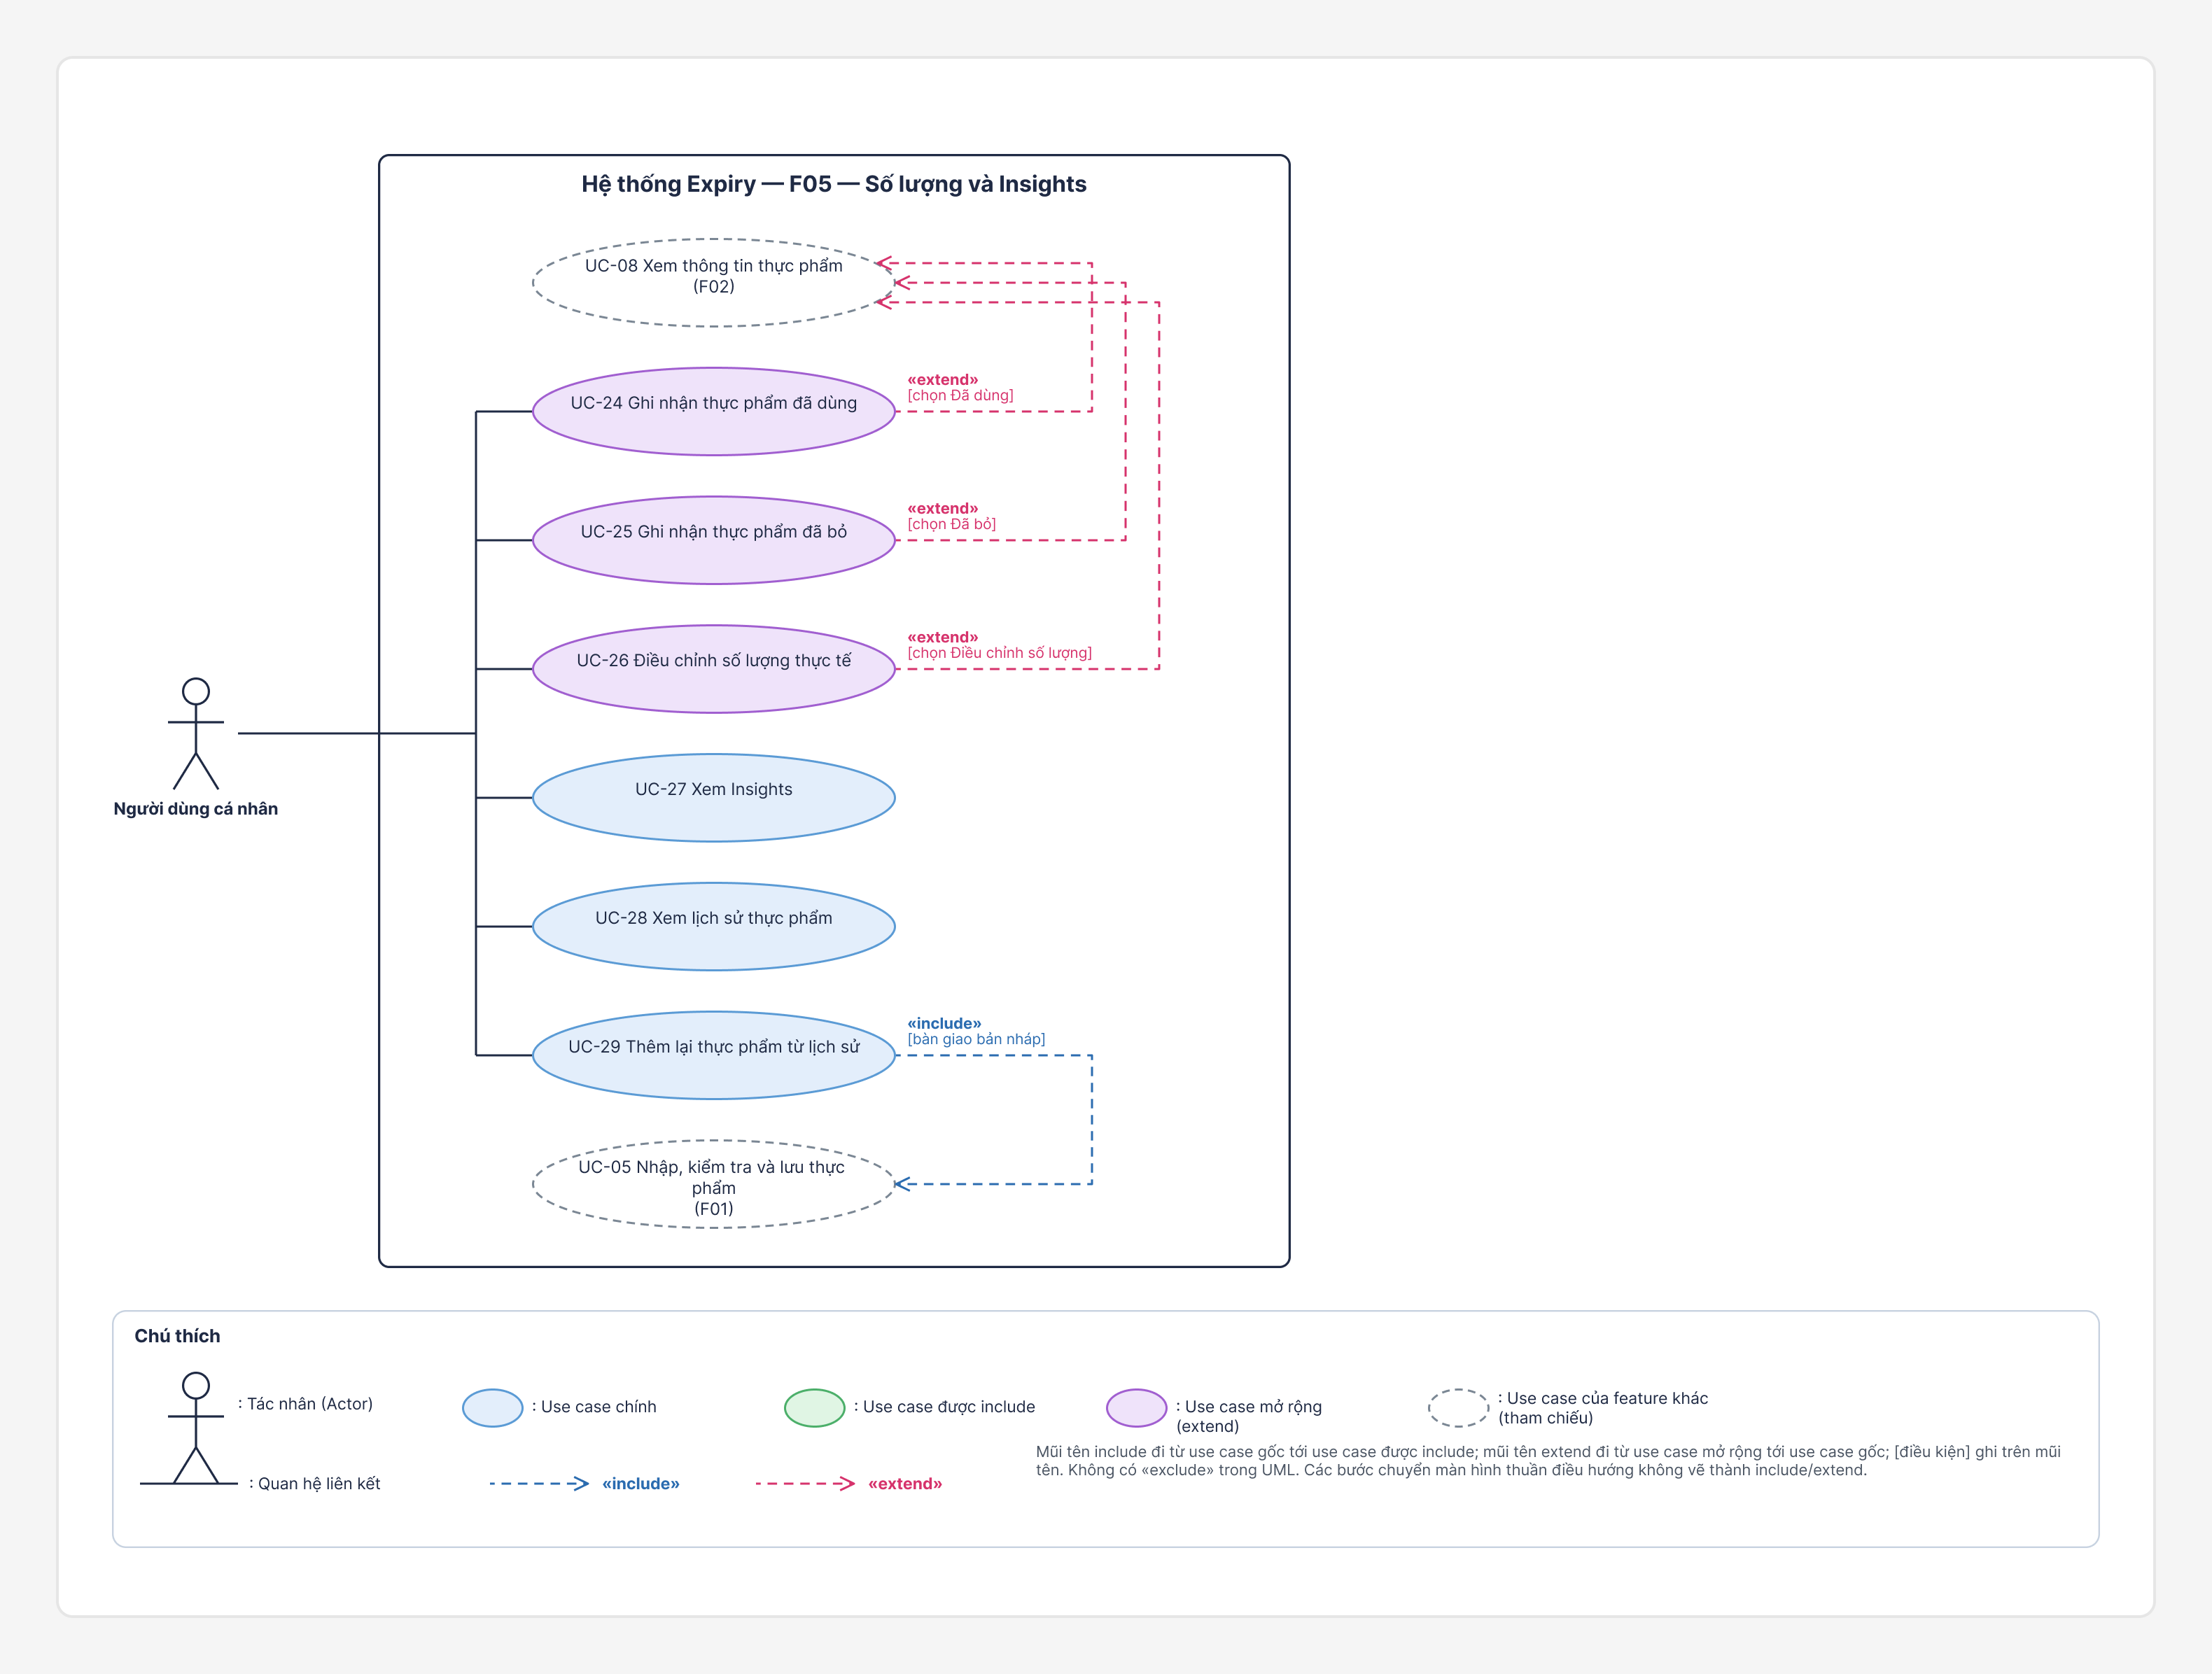 Hệ thống Expiry — F05 — Số lượng và Insights
UC-08 Xem thông tin thực phẩm
(F02)
«extend»
[chọn Đã dùng]
UC-24 Ghi nhận thực phẩm đã dùng
«extend»
[chọn Đã bỏ]
UC-25 Ghi nhận thực phẩm đã bỏ
«extend»
[chọn Điều chỉnh số lượng]
UC-26 Điều chỉnh số lượng thực tế
UC-27 Xem Insights
Người dùng cá nhân
UC-28 Xem lịch sử thực phẩm
«include»
[bàn giao bản nháp]
UC-29 Thêm lại thực phẩm từ lịch sử
UC-05 Nhập, kiểm tra và lưu thực
phẩm
(F01)
Chú thích
: Tác nhân (Actor)
: Use case chính
: Use case được include
: Use case mở rộng
(extend)
: Use case của feature khác
(tham chiếu)
: Quan hệ liên kết
«include»
«extend»
Mũi tên include đi từ use case gốc tới use case được include; mũi tên extend đi từ use case mở rộng tới use case gốc; [điều kiện] ghi trên mũi
tên. Không có «exclude» trong UML. Các bước chuyển màn hình thuần điều hướng không vẽ thành include/extend.